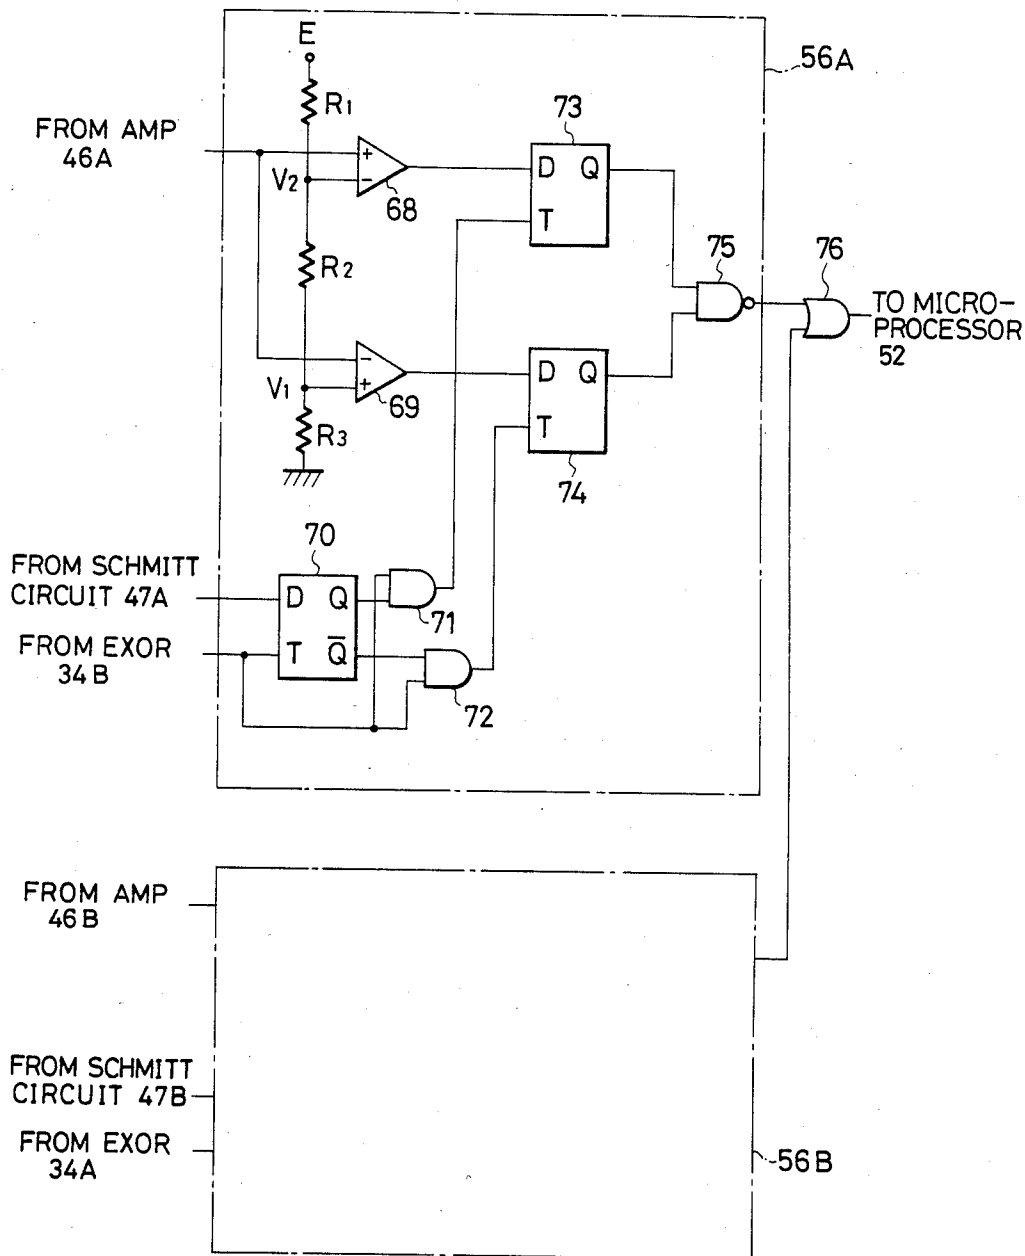 E
56A
R1
73
FROM AMP
46A
D Q
+
-
V2
68
T
75
76
R2
TO MICRO-
PROCESSOR
52
-
+
V1
69
D Q
T
R3
74
70
FROM SCHMITT
CIRCUIT 47A
D Q
71
FROM EXOR
34B
T Q̅
72
FROM AMP
46B
FROM SCHMITT
CIRCUIT 47B
FROM EXOR
34A
56B